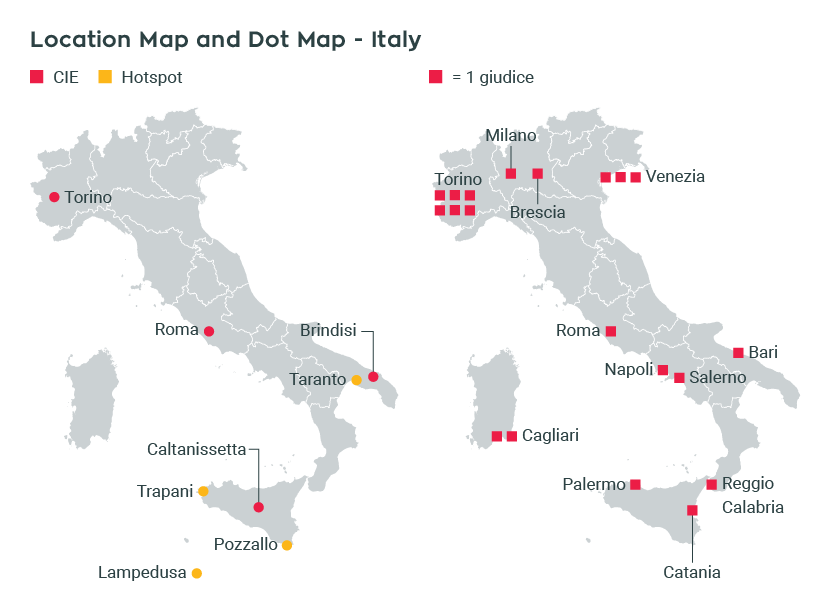 Location Map and Dot Map - Italy
CIE
Hotspot
Torino
Roma
Brindisi
Taranto
Caltanissetta
Trapani
Pozzallo
Lampedusa
= 1 giudice
Milano
Torino
Venezia
Brescia
Roma
Bari
Napoli
Salerno
Cagliari
Palermo
Reggio
Calabria
Catania